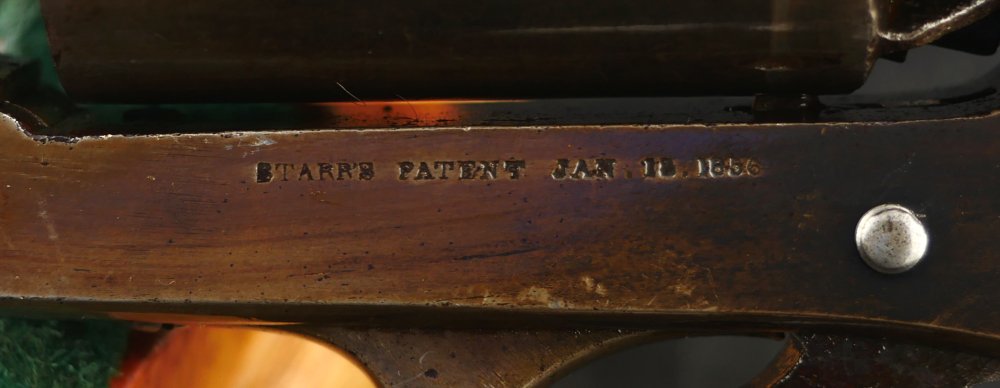 STARR'S PATENT JAN. 15. 1856